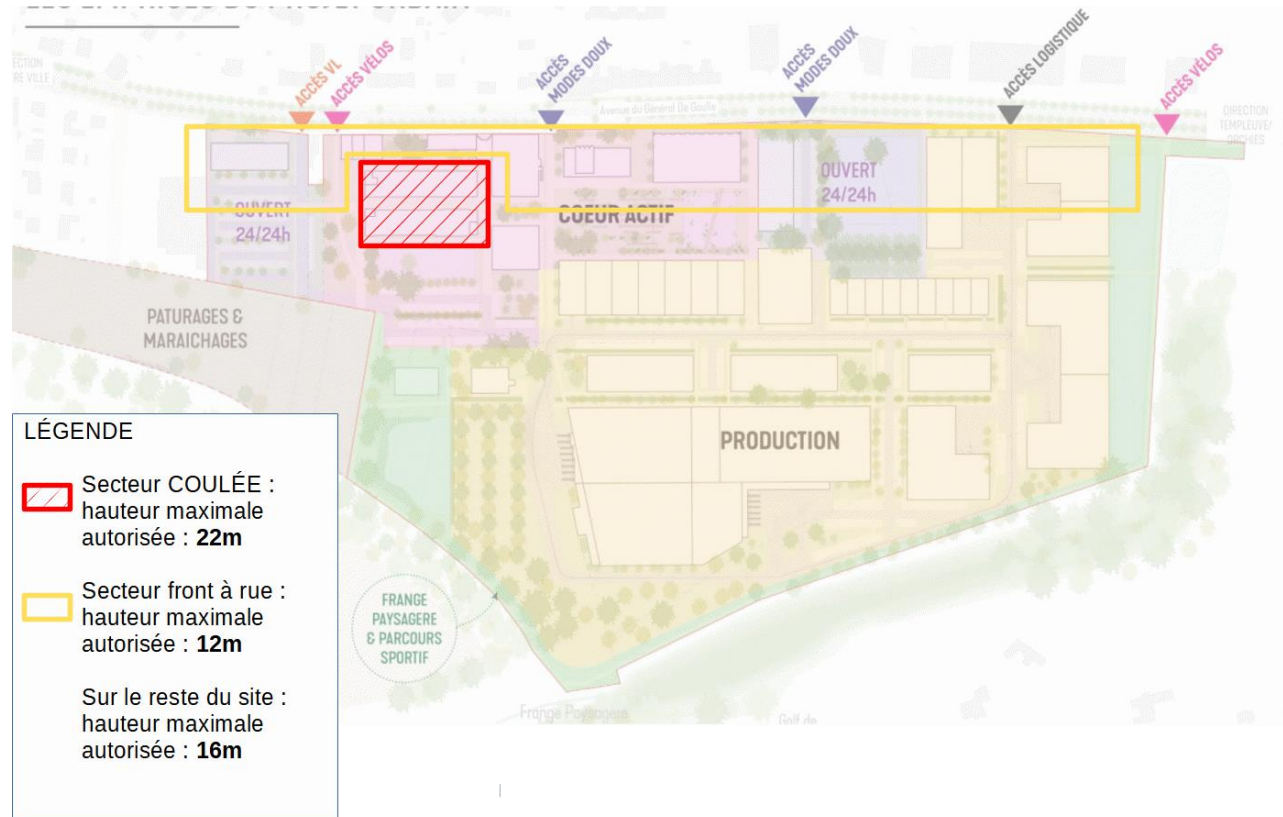 ACCÈS VL
ACCÈS VÉLOS
ACCÈS
MODES DOUX
ACCÈS
MODES DOUX
ACCÈS LOGISTIQUE
ACCÈS VÉLOS
Avenue du Général De Gaulle
DIRECTION
TEMPLEUVE/
ORCHIES
OUVERT
24/24h
COEUR ACTIF
OUVERT
24/24h
PATURAGES &
MARAICHAGES
PRODUCTION
FRANGE
PAYSAGERE
& PARCOURS
SPORTIF
Frange Paysagere
Golf de
LÉGENDE
Secteur COULÉE :
hauteur maximale
autorisée : 22m
Secteur front à rue :
hauteur maximale
autorisée : 12m
Sur le reste du site :
hauteur maximale
autorisée : 16m